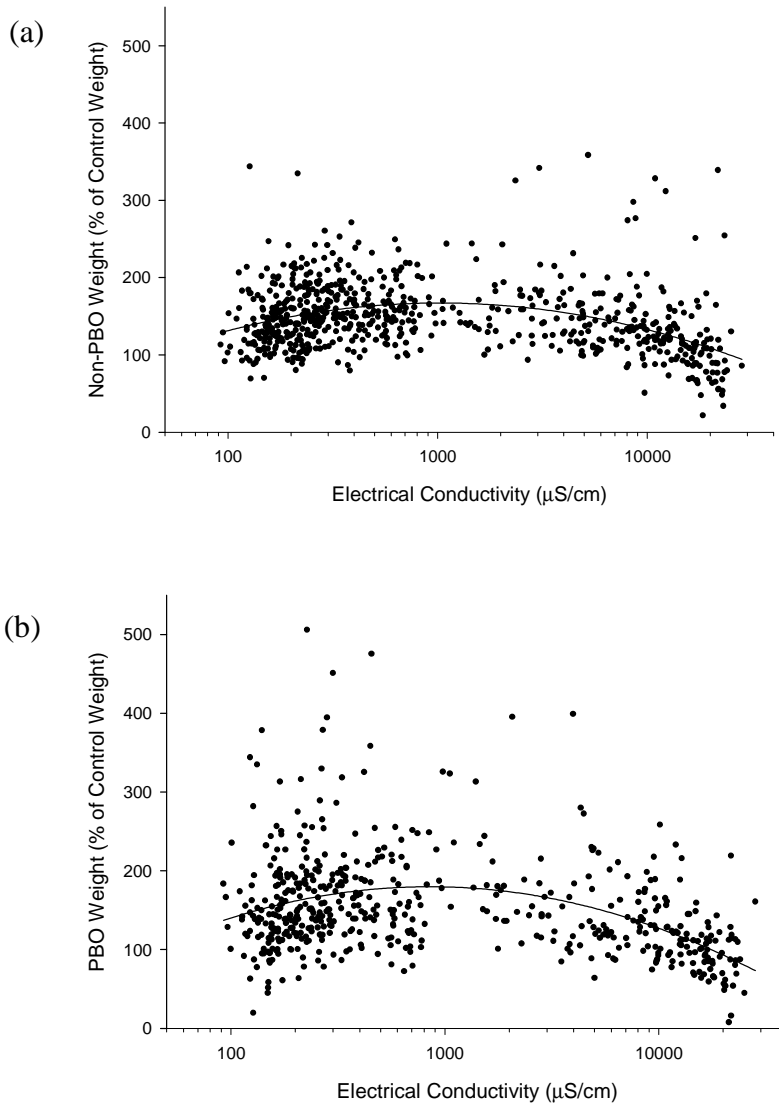 (a)
Non-PBO Weight (% of Control Weight)
500
400
300
200
100
0
100 1000 10000
Electrical Conductivity (μS/cm)
(b)
PBO Weight (% of Control Weight)
500
400
300
200
100
0
100 1000 10000
Electrical Conductivity (μS/cm)